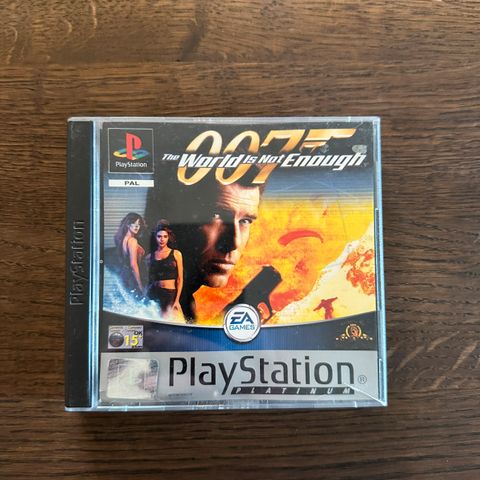 007
The World Is Not Enough
PlayStation
PAL
PlayStation
EA
GAMES
15
PlayStation®
PLATINUM